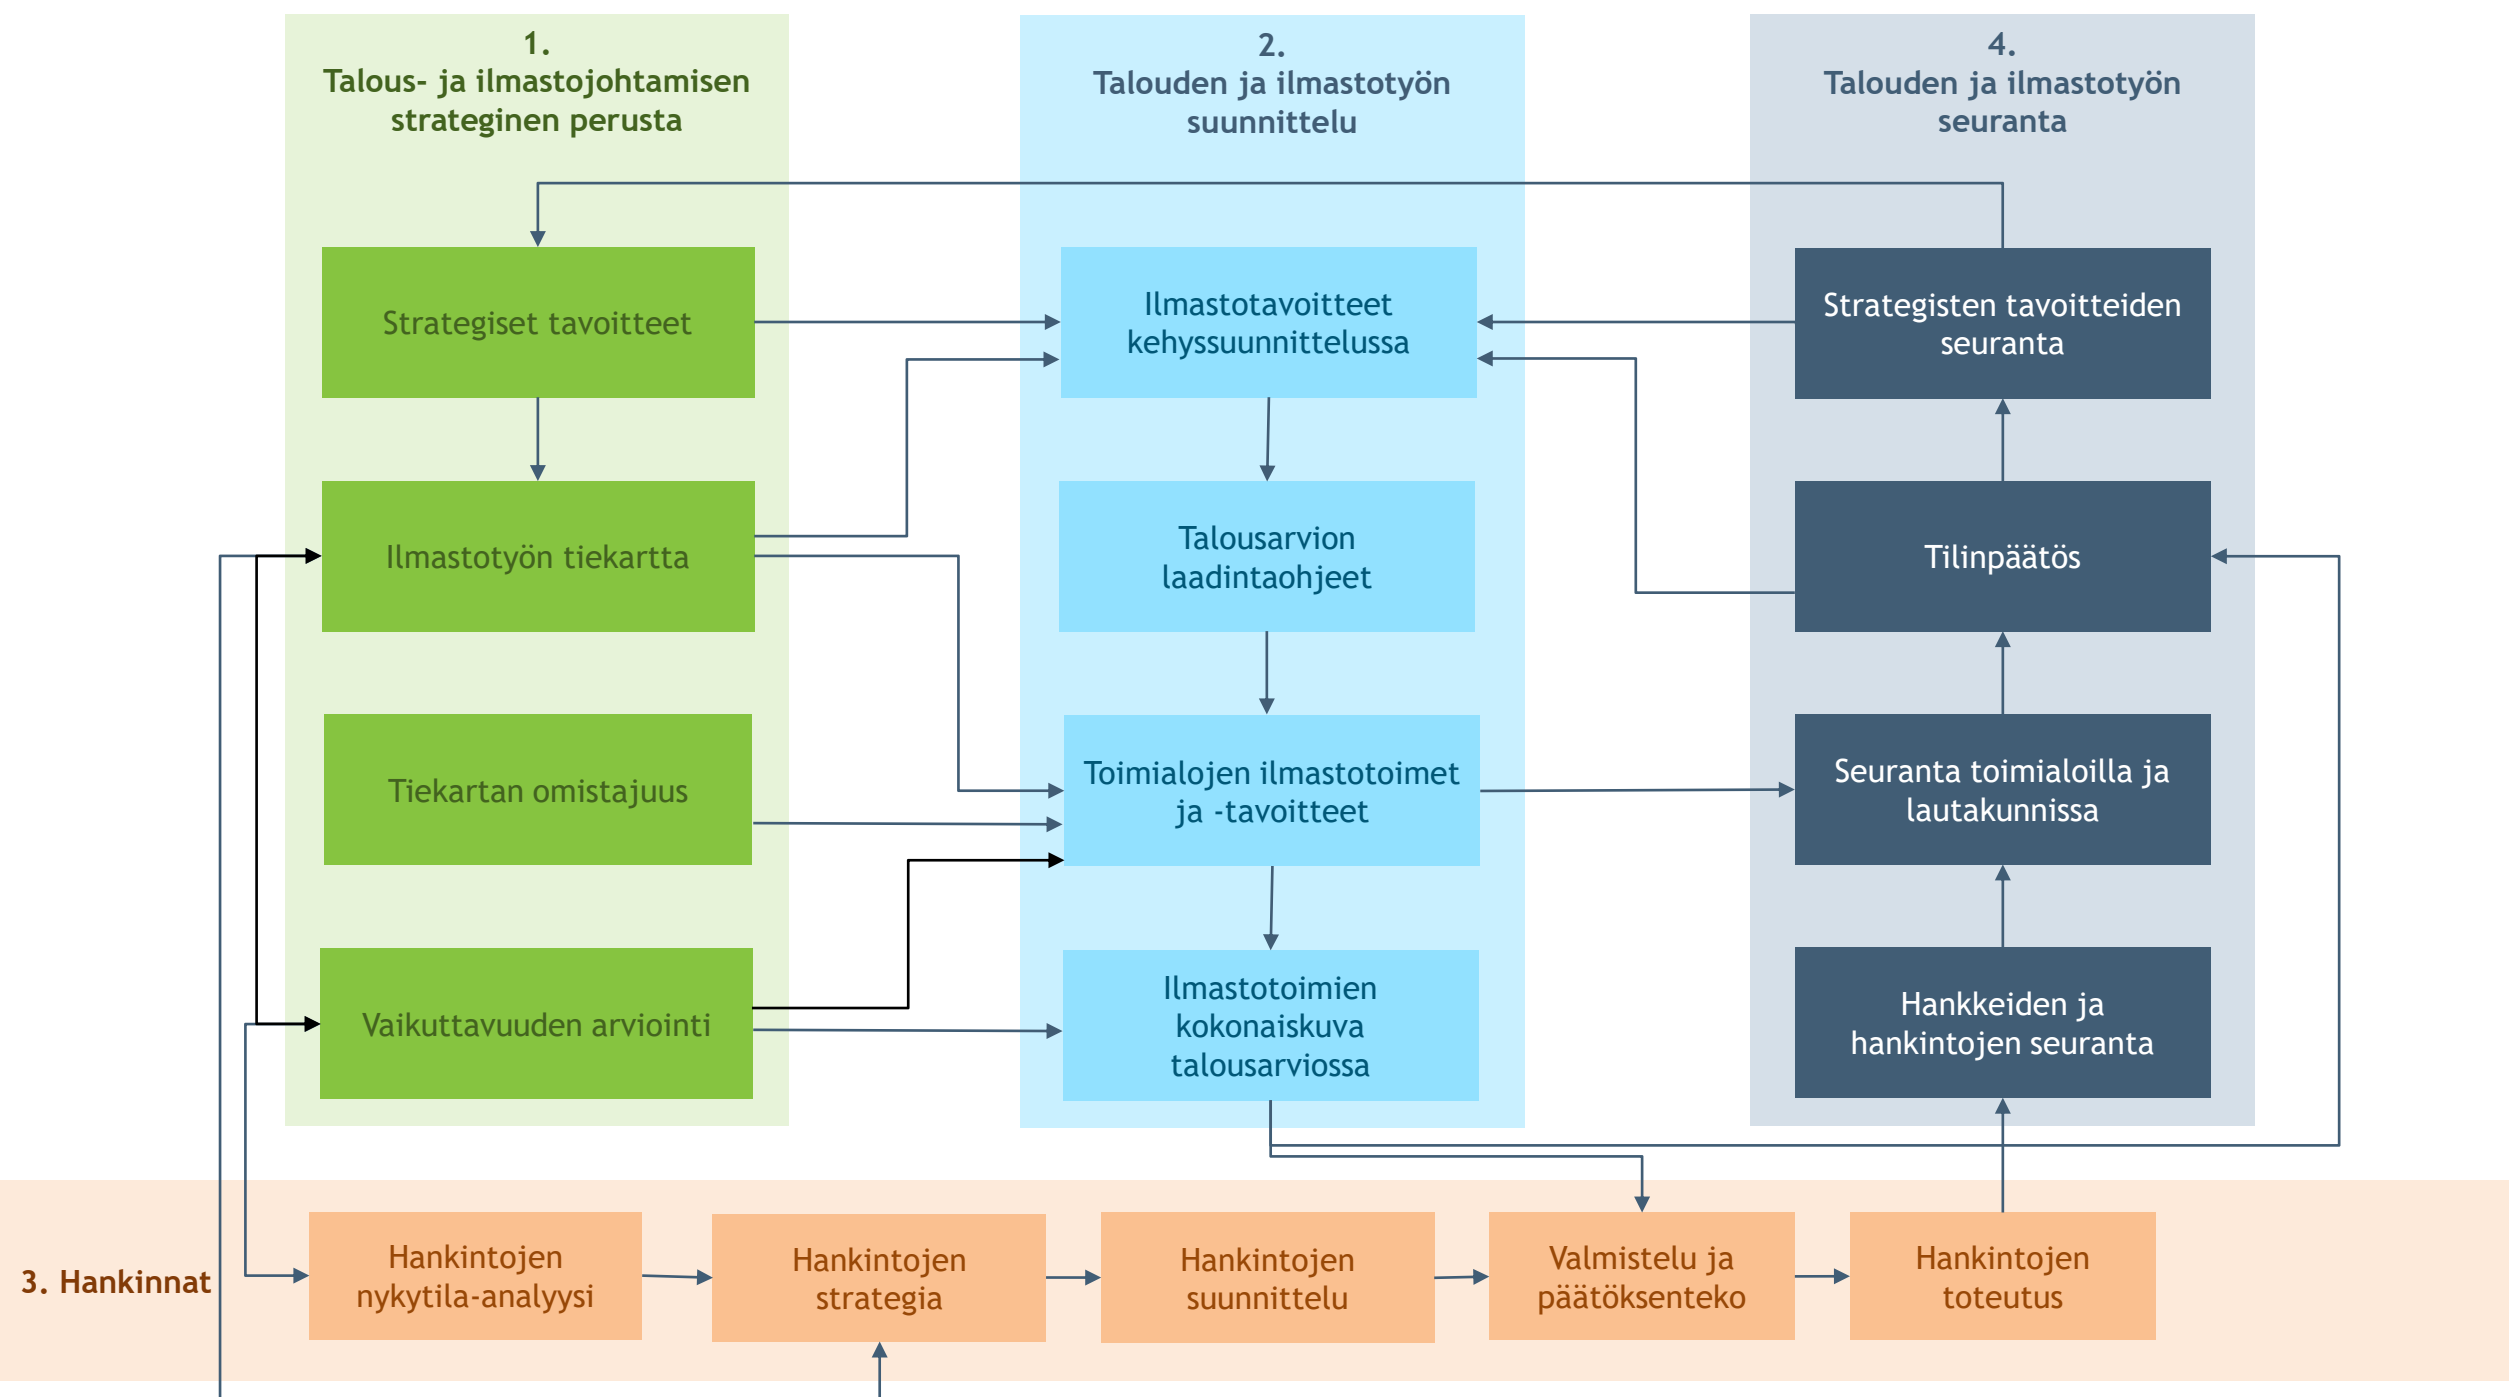 1.
Talous- ja ilmastojohtamisen
strateginen perusta
Strategiset tavoitteet
Ilmastotyön tiekartta
Tiekartan omistajuus
Vaikuttavuuden arviointi
2.
Talouden ja ilmastotyön
suunnittelu
Ilmastotavoitteet
kehyssuunnittelussa
Talousarvion
laadintaohjeet
Toimialojen ilmastotoimet
ja -tavoitteet
Ilmastotoimien
kokonaiskuva
talousarviossa
4.
Talouden ja ilmastotyön
seuranta
Strategisten tavoitteiden
seuranta
Tilinpäätös
Seuranta toimialoilla ja
lautakunnissa
Hankkeiden ja
hankintojen seuranta
3. Hankinnat
Hankintojen
nykytila-analyysi
Hankintojen
strategia
Hankintojen
suunnittelu
Valmistelu ja
päätöksenteko
Hankintojen
toteutus